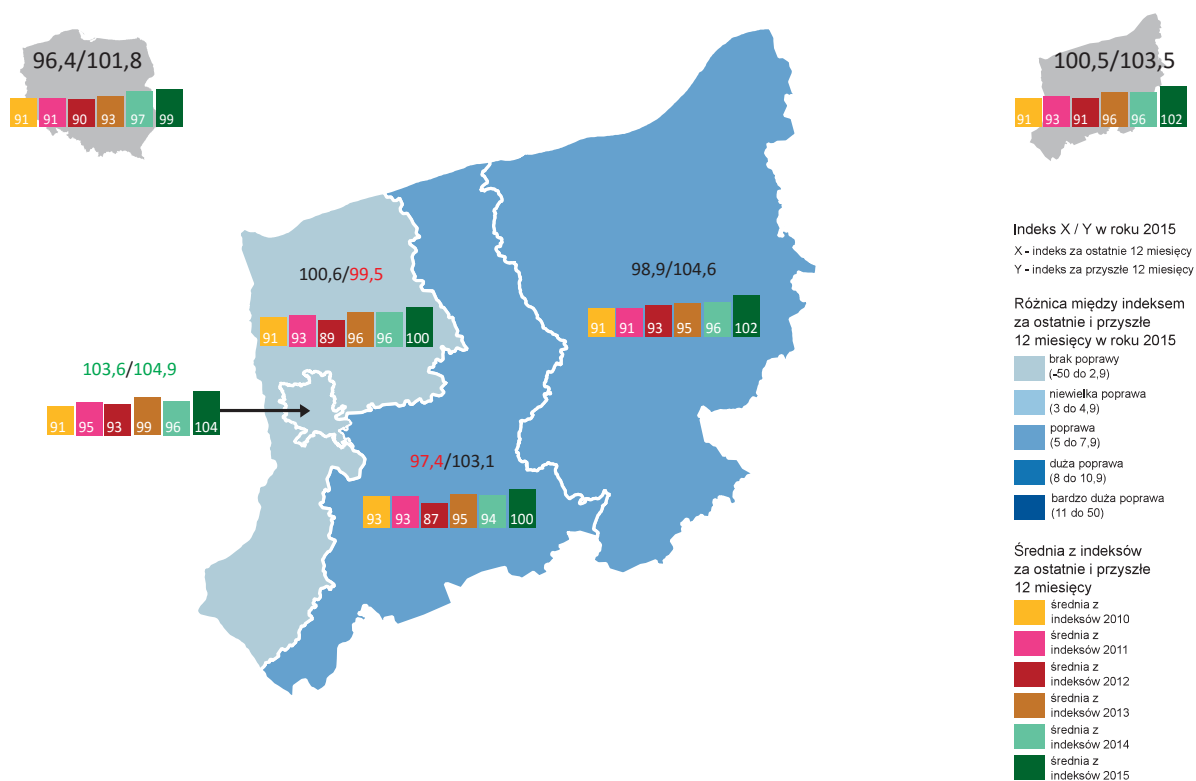 96,4/101,8
91 91 90 93 97 99
100,5/103,5
91 93 91 96 96 102
100,6/99,5
91 93 89 96 96 100
98,9/104,6
91 91 93 95 96 102
103,6/104,9
91 95 93 99 96 104
97,4/103,1
93 93 87 95 94 100
Indeks X / Y w roku 2015
X - indeks za ostatnie 12 miesięcy
Y - indeks za przyszłe 12 miesięcy
Różnica między indeksem
za ostatnie i przyszłe
12 miesięcy w roku 2015
brak poprawy
(-50 do 2,9)
niewielka poprawa
(3 do 4,9)
poprawa
(5 do 7,9)
duża poprawa
(8 do 10,9)
bardzo duża poprawa
(11 do 50)
Średnia z indeksów
za ostatnie i przyszłe
12 miesięcy
średnia z
indeksów 2010
średnia z
indeksów 2011
średnia z
indeksów 2012
średnia z
indeksów 2013
średnia z
indeksów 2014
średnia z
indeksów 2015